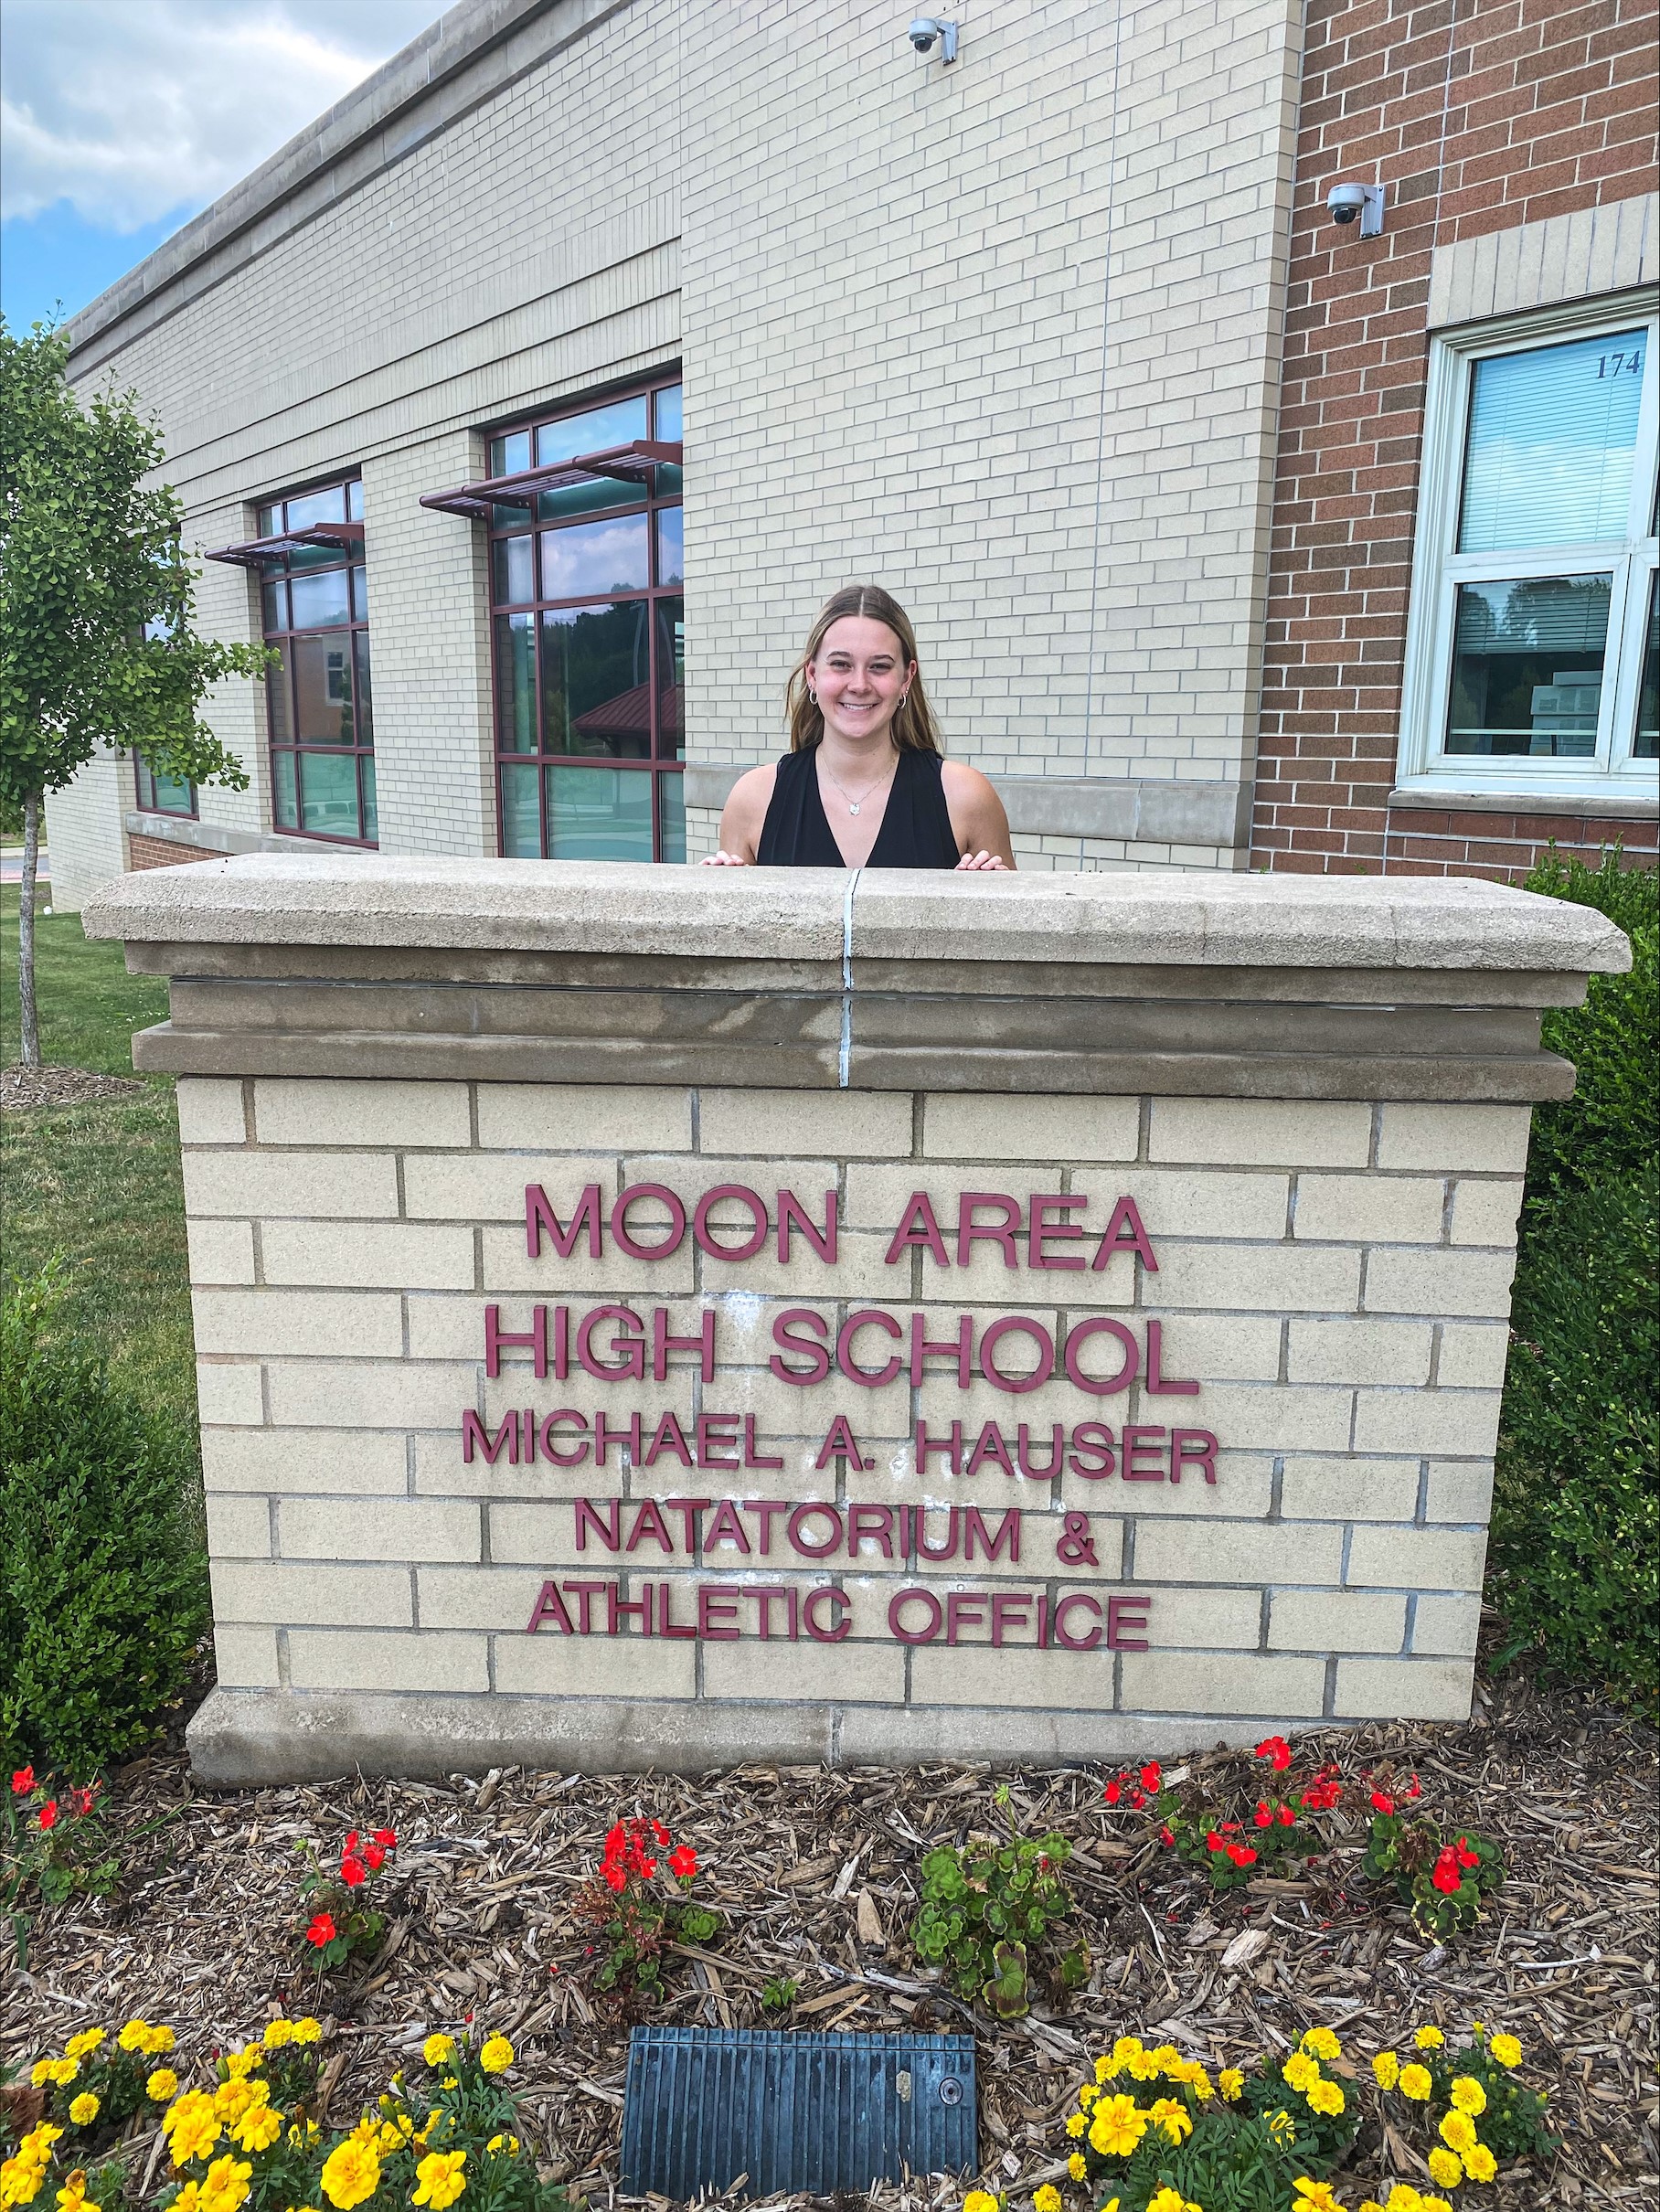 174
MOON AREA
HIGH SCHOOL
MICHAEL A. HAUSER
NATATORIUM &
ATHLETIC OFFICE